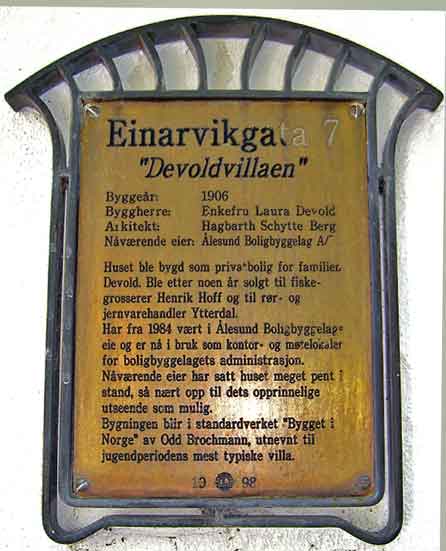 Einarvikgata 7
"Devoldvillaen"
Byggeår: 1906
Byggherre: Enkefru Laura Devold
Arkitekt: Hagbarth Schytte Berg
Nåværende eier: Ålesund Boligbyggelag A/
Huset ble bygd som privatbolig for familien
Devold. Ble etter noen år solgt til fiske-
grosserer Henrik Hoff og til rør- og
jernvarehandler Ytterdal.
Har fra 1984 vært i Ålesund Boligbyggelags
eie og er nå i bruk som kontor- og møtelokaler
for boligbyggelagets administrasjon.
Nåværende eier har satt huset meget pent i
stand, så nært opp til dets opprinnelige
utseende som mulig.
Bygningen blir i standardverket "Bygget i
Norge" av Odd Brochmann, utnevnt til
jugendperiodens mest typiske villa.
19 98